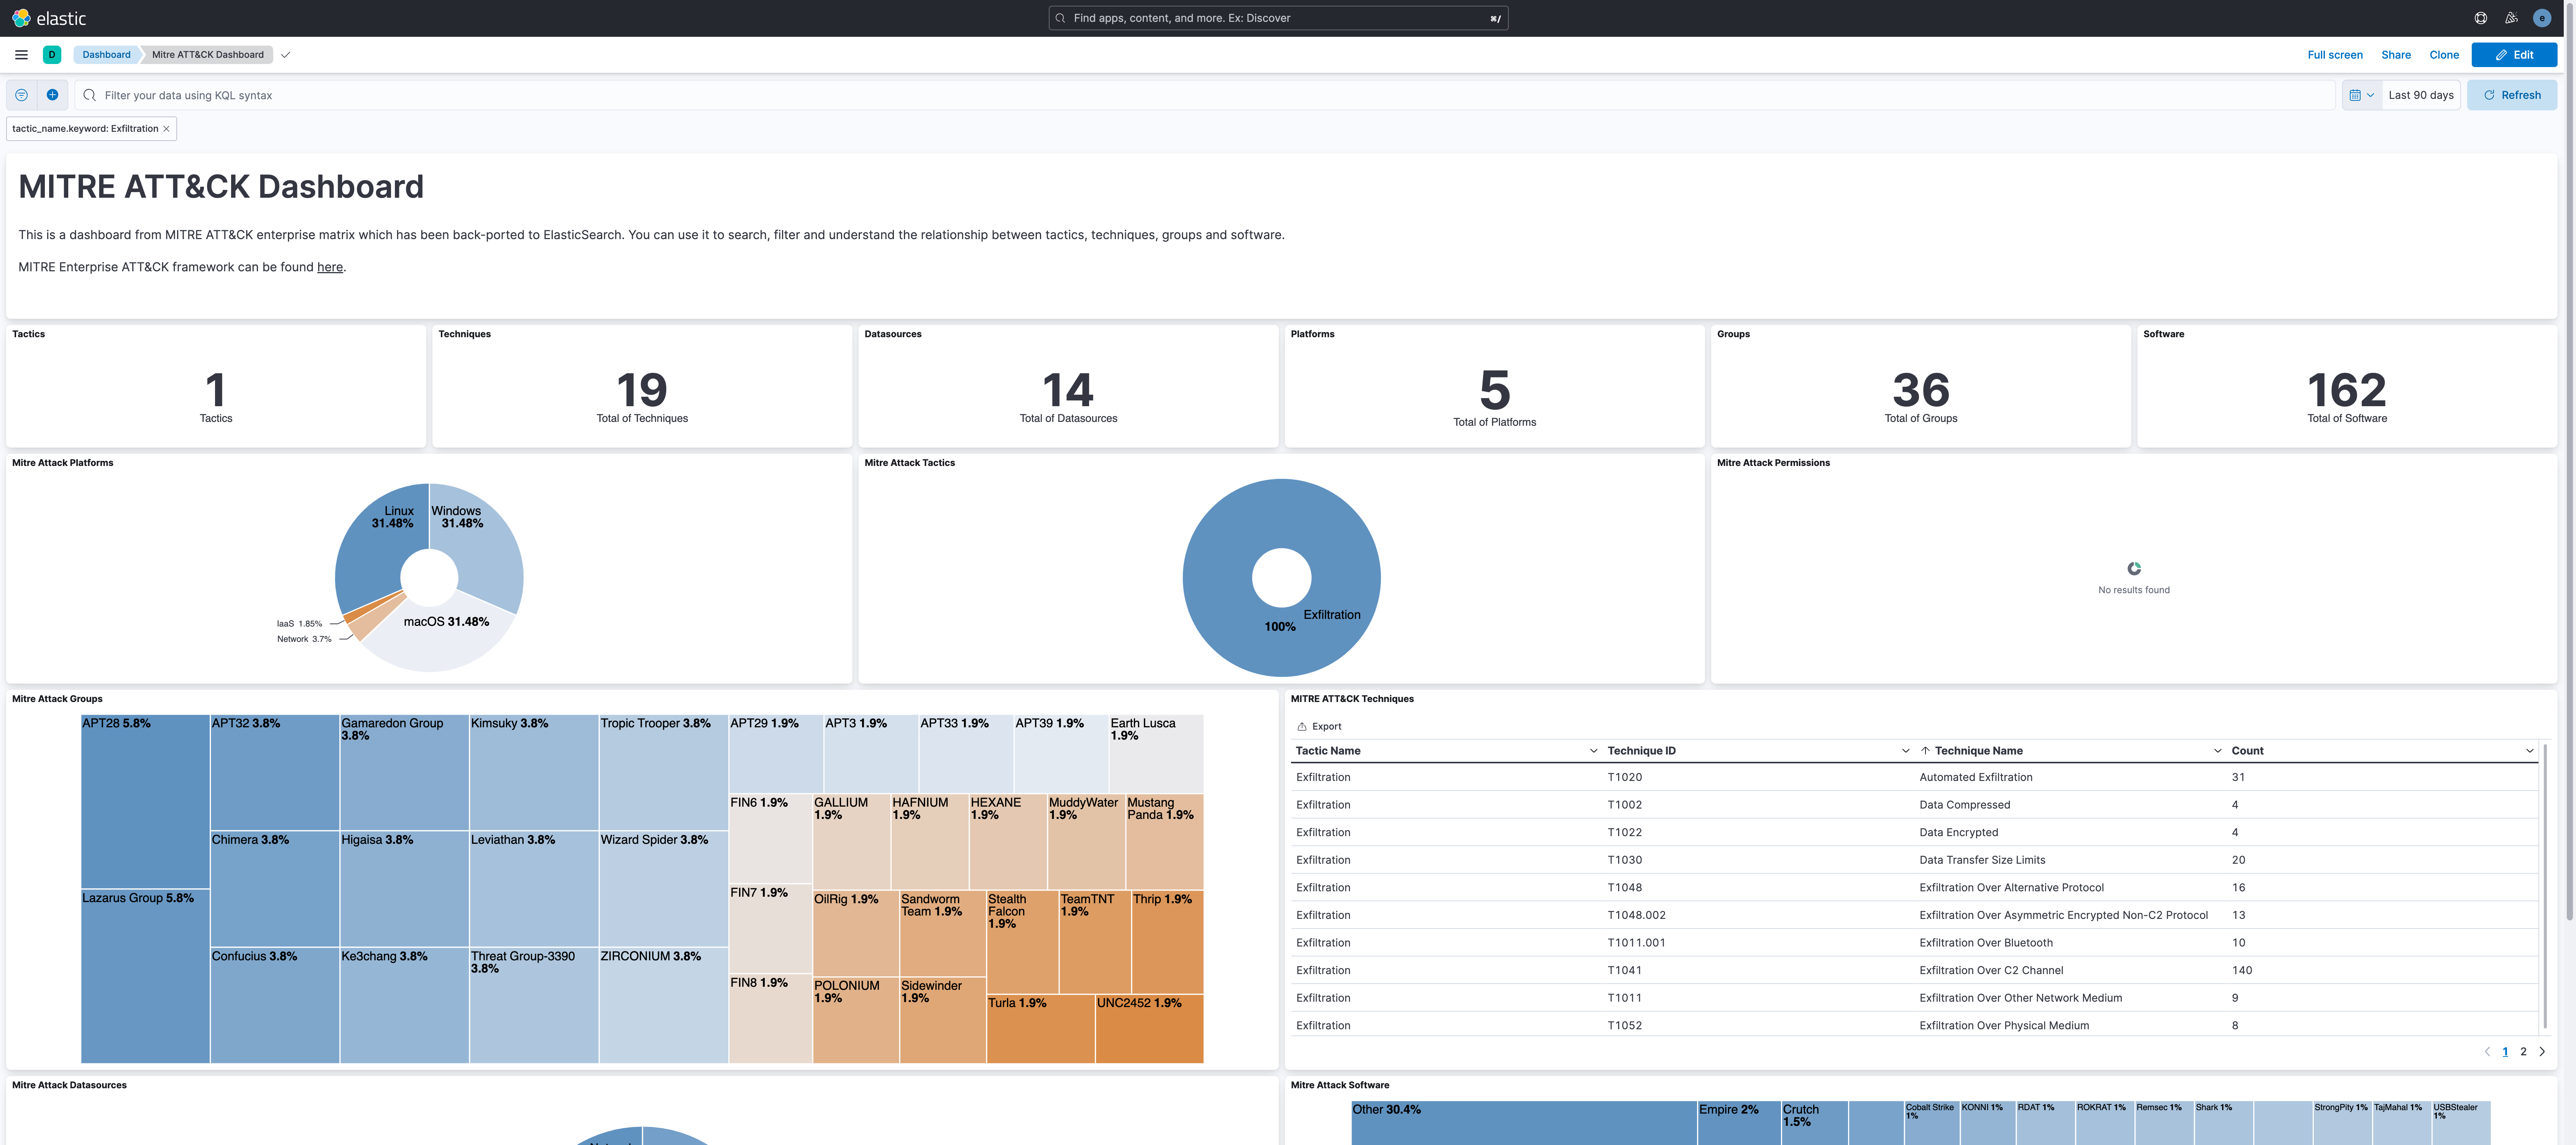 elastic
Find apps, content, and more. Ex: Discover
⌘/
e
D
Dashboard
Mitre ATT&CK Dashboard
Full screen
Share
Clone
Edit
Filter your data using KQL syntax
Last 90 days
Refresh
tactic_name.keyword: Exfiltration ×
MITRE ATT&CK Dashboard
This is a dashboard from MITRE ATT&CK enterprise matrix which has been back-ported to ElasticSearch. You can use it to search, filter and understand the relationship between tactics, techniques, groups and software.
MITRE Enterprise ATT&CK framework can be found here.
Tactics
1
Tactics
Techniques
19
Total of Techniques
Datasources
14
Total of Datasources
Platforms
5
Total of Platforms
Groups
36
Total of Groups
Software
162
Total of Software
Mitre Attack Platforms
Linux
31.48%
Windows
31.48%
macOS 31.48%
IaaS 1.85%
Network 3.7%
Mitre Attack Tactics
Exfiltration
100%
Mitre Attack Permissions
No results found
Mitre Attack Groups
APT28 5.8%
Lazarus Group 5.8%
APT32 3.8%
Chimera 3.8%
Confucius 3.8%
Gamaredon Group
3.8%
Higaisa 3.8%
Ke3chang 3.8%
Kimsuky 3.8%
Leviathan 3.8%
Threat Group-3390
3.8%
Tropic Trooper 3.8%
Wizard Spider 3.8%
ZIRCONIUM 3.8%
APT29 1.9%
APT3 1.9%
APT33 1.9%
APT39 1.9%
Earth Lusca
1.9%
FIN6 1.9%
FIN7 1.9%
FIN8 1.9%
GALLIUM
1.9%
HAFNIUM
1.9%
HEXANE
1.9%
MuddyWater
1.9%
Mustang
Panda 1.9%
OilRig 1.9%
POLONIUM
1.9%
Sandworm
Team 1.9%
Sidewinder
1.9%
Stealth
Falcon
1.9%
TeamTNT
1.9%
Thrip 1.9%
Turla 1.9%
UNC2452 1.9%
MITRE ATT&CK Techniques
Export
Tactic Name Technique ID Technique Name Count
Exfiltration T1020 Automated Exfiltration 31
Exfiltration T1002 Data Compressed 4
Exfiltration T1022 Data Encrypted 4
Exfiltration T1030 Data Transfer Size Limits 20
Exfiltration T1048 Exfiltration Over Alternative Protocol 16
Exfiltration T1048.002 Exfiltration Over Asymmetric Encrypted Non-C2 Protocol 13
Exfiltration T1011.001 Exfiltration Over Bluetooth 10
Exfiltration T1041 Exfiltration Over C2 Channel 140
Exfiltration T1011 Exfiltration Over Other Network Medium 9
Exfiltration T1052 Exfiltration Over Physical Medium 8
1 2
Mitre Attack Datasources
Mitre Attack Software
Other 30.4%
Empire 2%
Crutch
1.5%
Cobalt Strike
1%
KONNI 1%
RDAT 1%
ROKRAT 1%
Remsec 1%
Shark 1%
StrongPity 1%
TajMahal 1%
USBStealer
1%